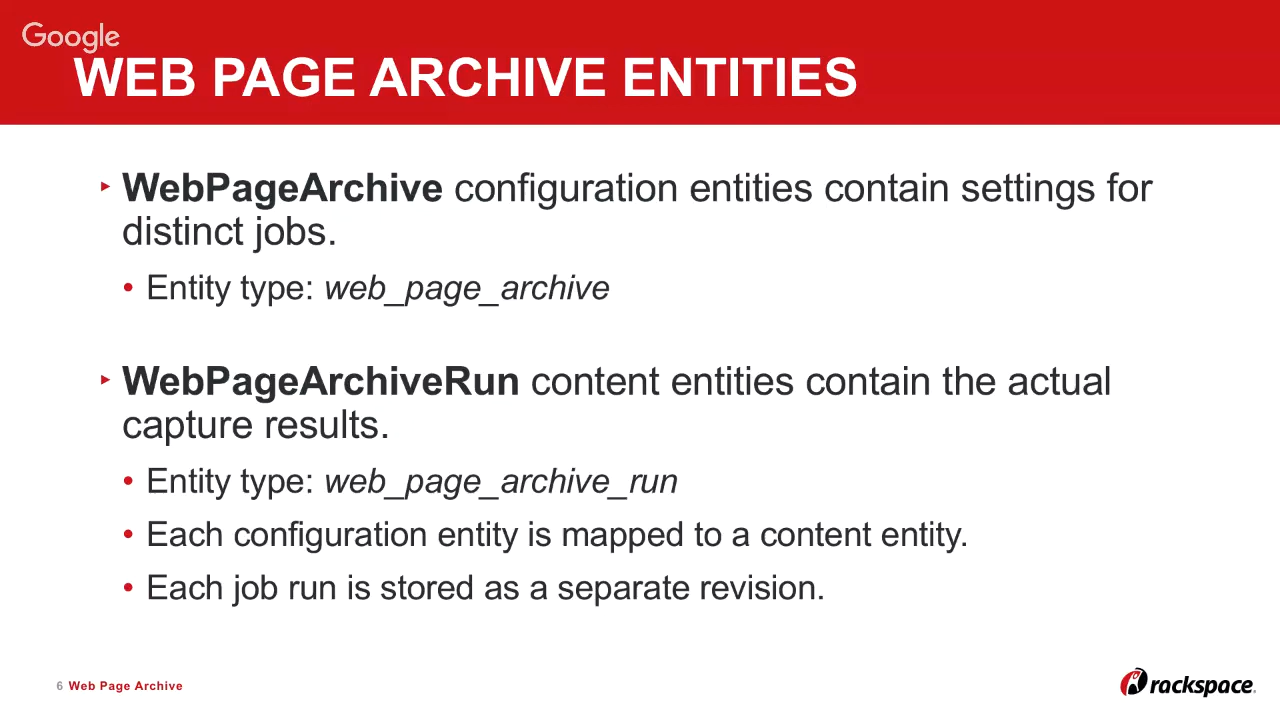 Google
WEB PAGE ARCHIVE ENTITIES
WebPageArchive configuration entities contain settings for
distinct jobs.
• Entity type: web_page_archive
WebPageArchiveRun content entities contain the actual
capture results.
• Entity type: web_page_archive_run
• Each configuration entity is mapped to a content entity.
• Each job run is stored as a separate revision.
6 Web Page Archive
rackspace.